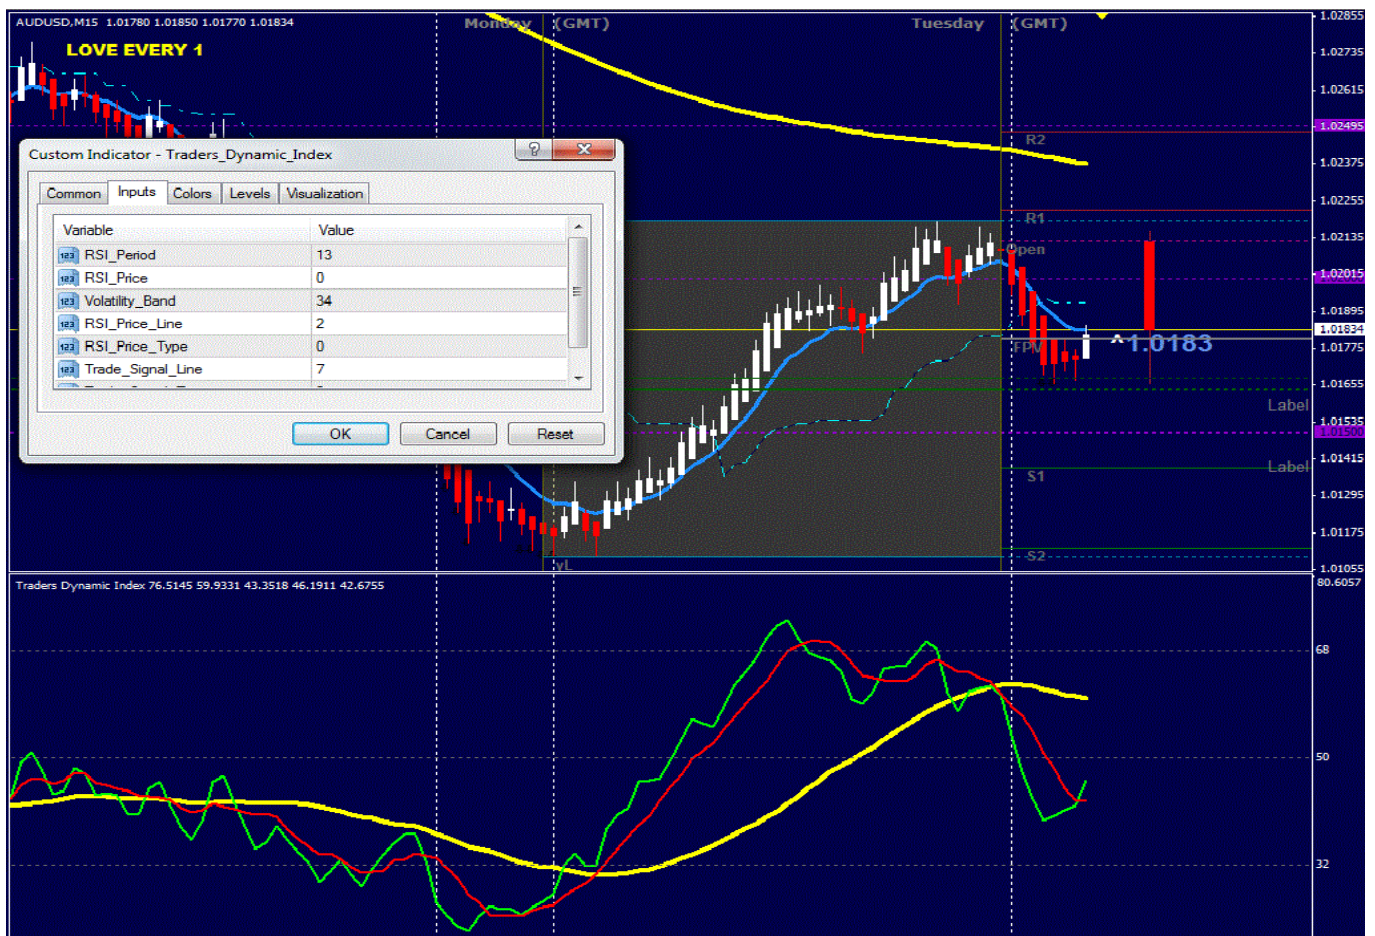 AUDUSD,M15 1.01780 1.01850 1.01770 1.01834
Monday (GMT)
Tuesday (GMT)
LOVE EVERY 1
1.02855
1.02735
1.02615
1.02495
1.02375
1.02255
1.02135
1.02015
1.01895
1.01834
1.01775
1.01655
1.01535
1.01500
1.01415
1.01295
1.01175
1.01055
R2
R1
Open
FPV
1.0183
Label
Label
S1
S2
yL
Custom Indicator - Traders_Dynamic_Index
Common Inputs Colors Levels Visualization
Variable Value
RSI_Period 13
RSI_Price 0
Volatility_Band 34
RSI_Price_Line 2
RSI_Price_Type 0
Trade_Signal_Line 7
OK Cancel Reset
Traders Dynamic Index 76.5145 59.9331 43.3518 46.1911 42.6755
80.6057
68
50
32